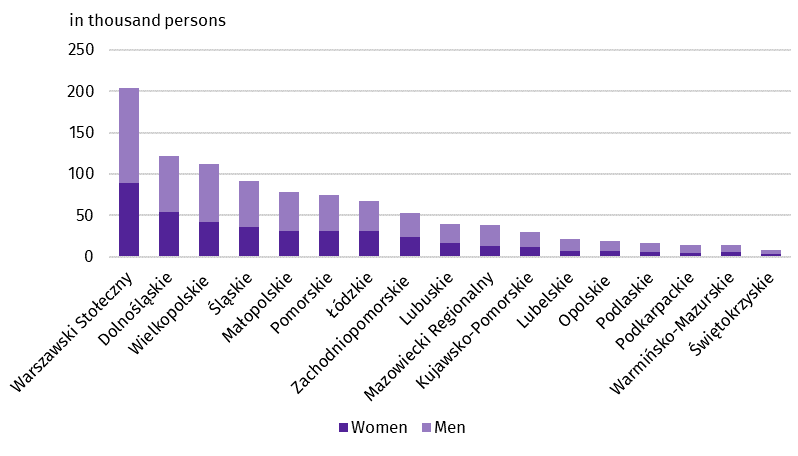 in thousand persons
250
200
150
100
50
0
Warszawski Stołeczny
Dolnośląskie
Wielkopolskie
Śląskie
Małopolskie
Pomorskie
Łódzkie
Zachodniopomorskie
Lubuskie
Mazowiecki Regionalny
Kujawsko-Pomorskie
Lubelskie
Opolskie
Podlaskie
Podkarpackie
Warmińsko-Mazurskie
Świętokrzyskie
Women Men